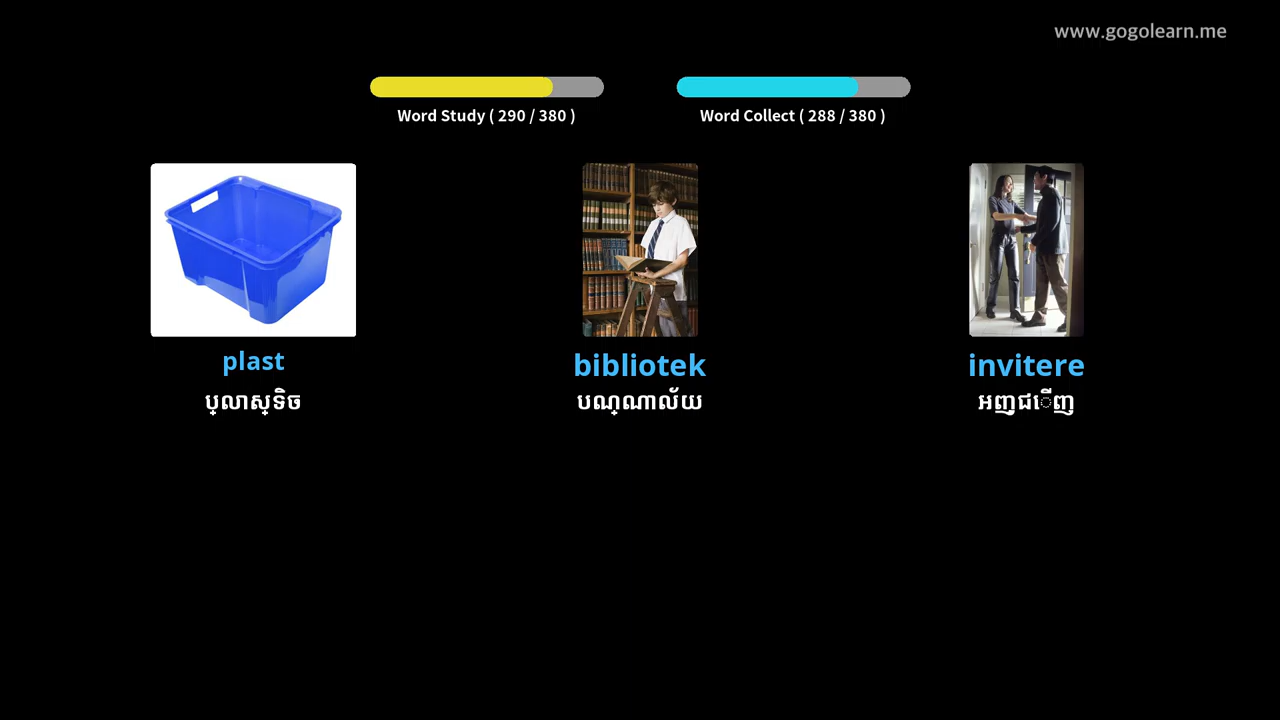 www.gogolearn.me
Word Study ( 290 / 380 )
Word Collect ( 288 / 380 )
plast
bibliotek
invitere
ប្លាស្ទិច
បណ្ណាល័យ
អញ្ជើញ